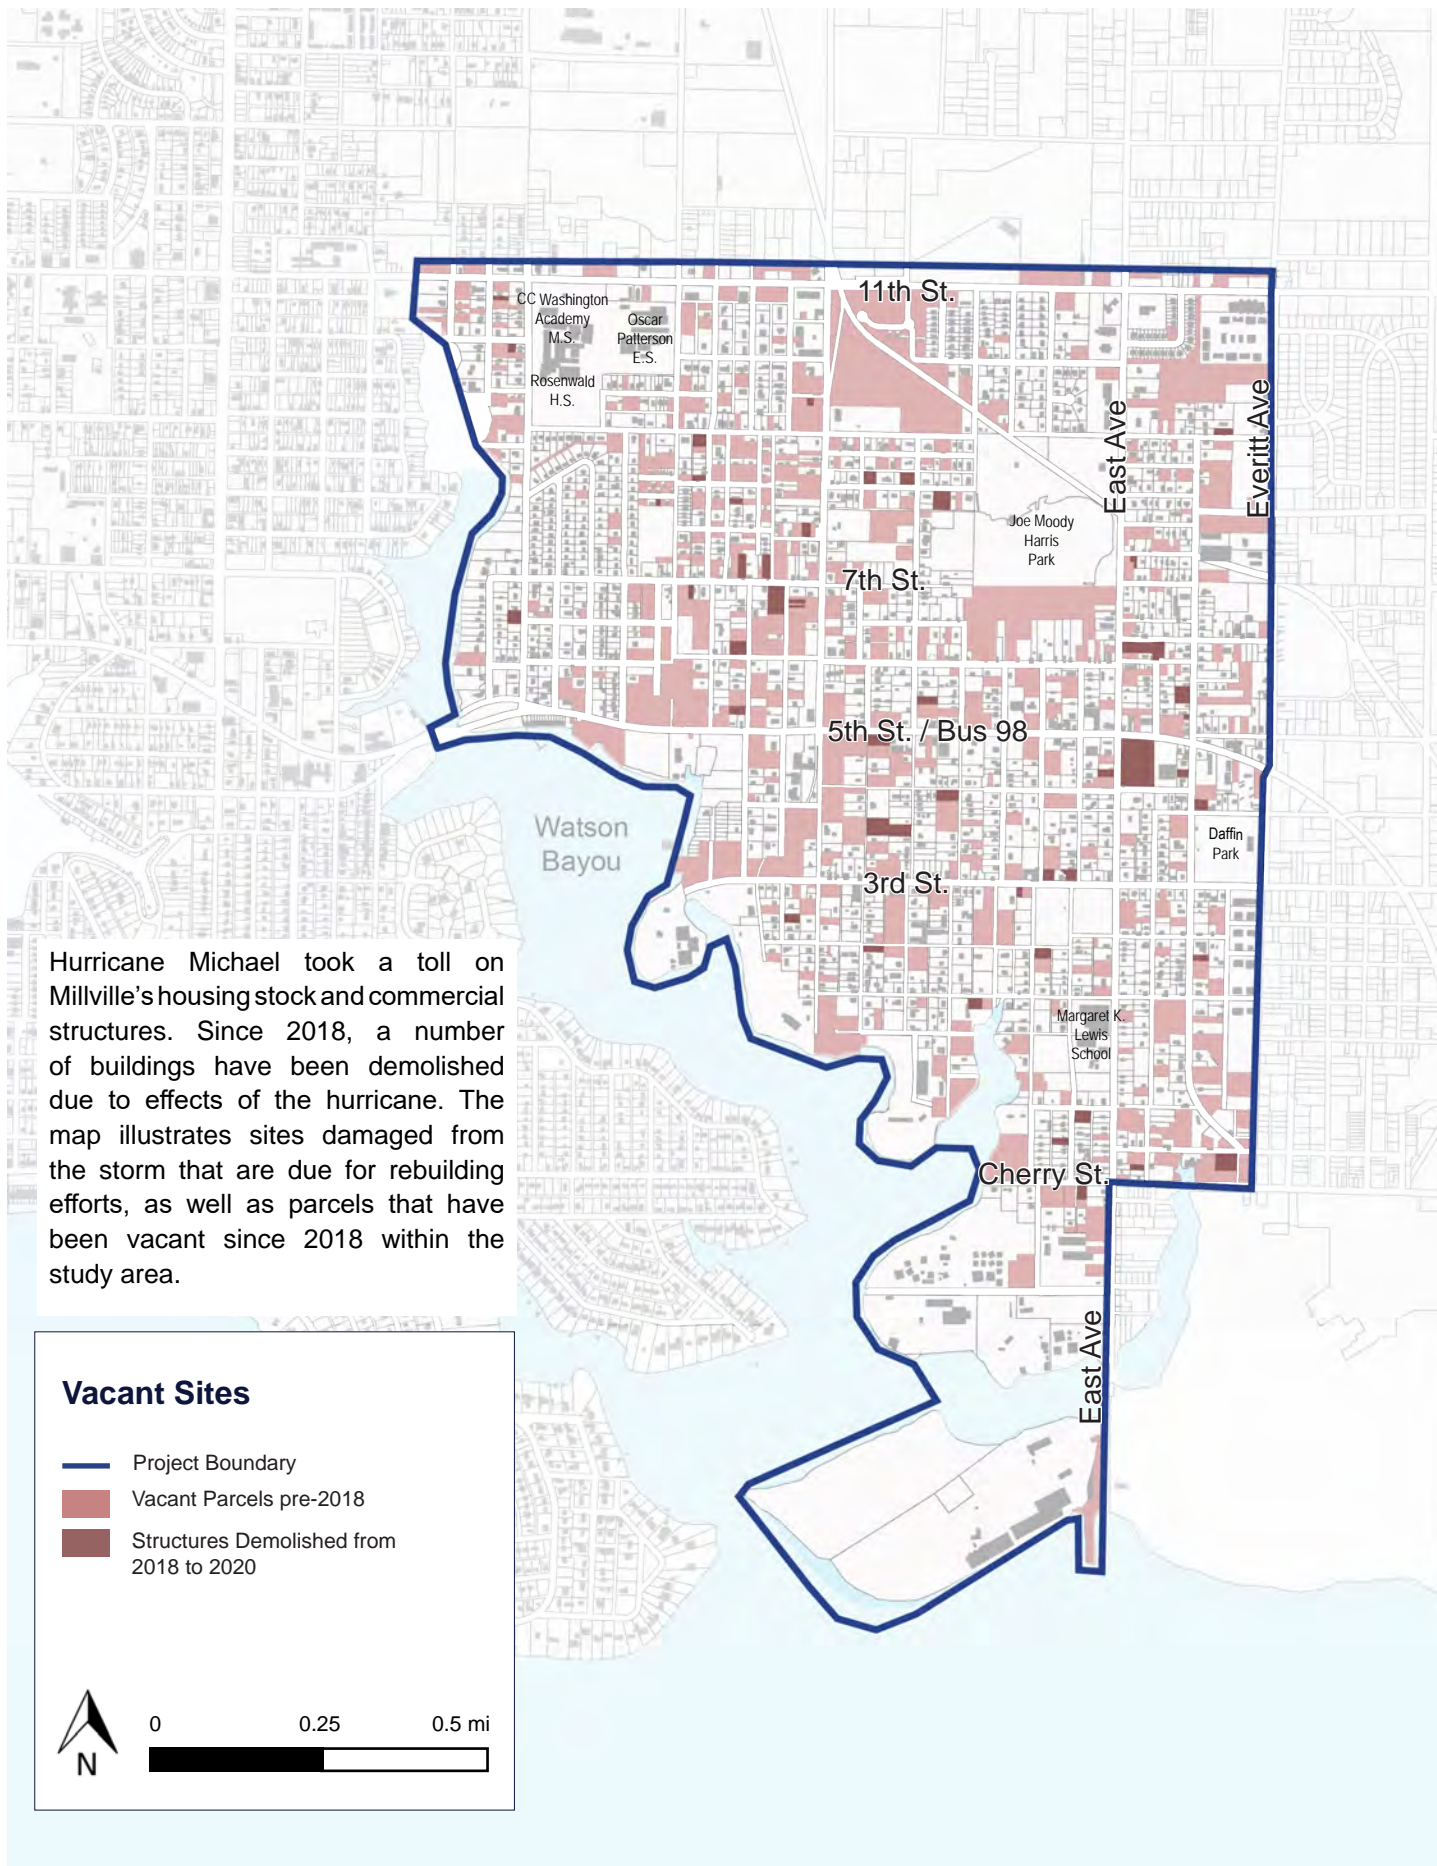 11th St.
CC Washington
Academy
M.S.
Oscar
Patterson
E.S.
Rosenwald
H.S.
East Ave
Everitt Ave
Joe Moody
Harris
Park
7th St.
5th St. / Bus 98
Watson
Bayou
Daffin
Park
3rd St.
Hurricane Michael took a toll on
Millville's housing stock and commercial
structures. Since 2018, a number
of buildings have been demolished
due to effects of the hurricane. The
map illustrates sites damaged from
the storm that are due for rebuilding
efforts, as well as parcels that have
been vacant since 2018 within the
study area.
Margaret K.
Lewis
School
Cherry St.
East Ave
Vacant Sites
Project Boundary
Vacant Parcels pre-2018
Structures Demolished from
2018 to 2020
N
0 0.25 0.5 mi